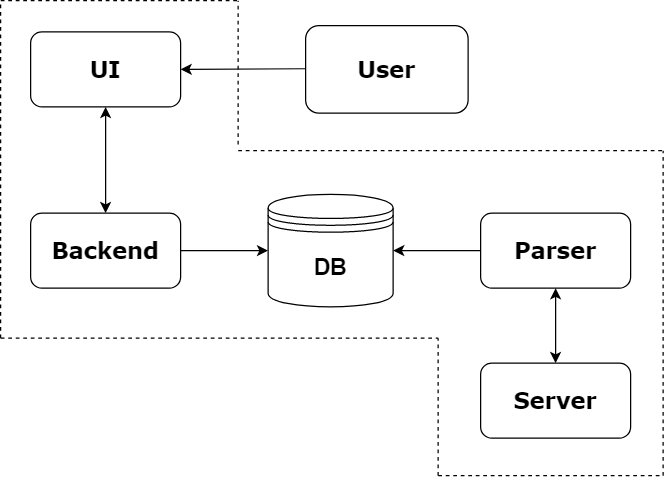 UI
User
Backend
DB
Parser
Server